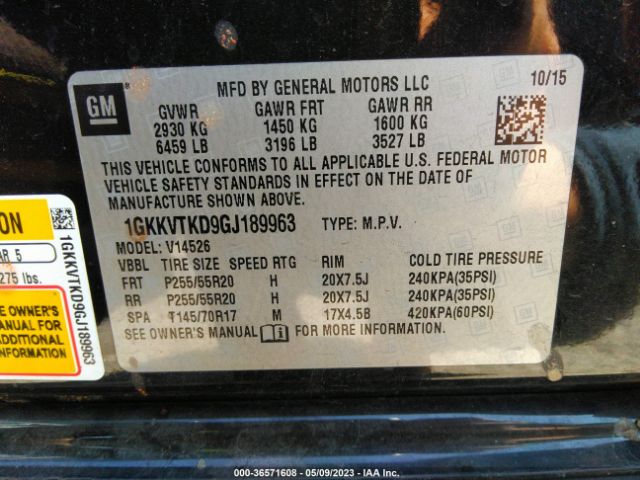 GM
MFD BY GENERAL MOTORS LLC 10/15
GVWR GAWR FRT GAWR RR
2930 KG 1450 KG 1600 KG
6459 LB 3196 LB 3527 LB
THIS VEHICLE CONFORMS TO ALL APPLICABLE U.S. FEDERAL MOTOR
VEHICLE SAFETY STANDARDS IN EFFECT ON THE DATE OF
MANUFACTURE SHOWN ABOVE.
1GKKVTKD9GJ189963 TYPE: M.P.V.
MODEL: V14526
VBBL TIRE SIZE SPEED RTG RIM COLD TIRE PRESSURE
FRT P255/55R20 H 20X7.5J 240KPA(35PSI)
RR P255/55R20 H 20X7.5J 240KPA(35PSI)
SPA T145/70R17 M 17X4.5B 420KPA(60PSI)
SEE OWNER'S MANUAL FOR MORE INFORMATION.
ION
AR 5
275 lbs.
EE OWNER'S
MANUAL FOR
ADDITIONAL
INFORMATION
1GKKVTKD9GJ189963
000-36571608 - 05/09/2023 - IAA Inc.